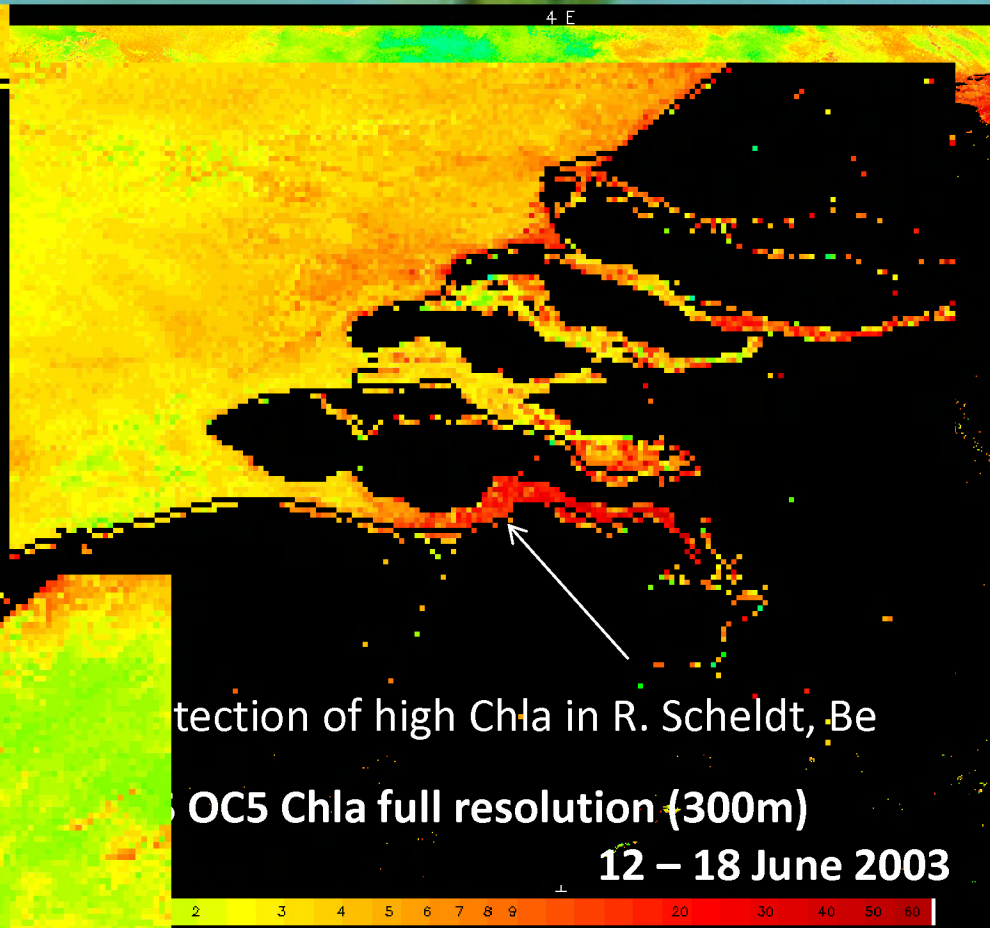 4 E
tection of high Chla in R. Scheldt, Be
OC5 Chla full resolution (300m)
12 – 18 June 2003
2 3 4 5 6 7 8 9 20 30 40 50 60